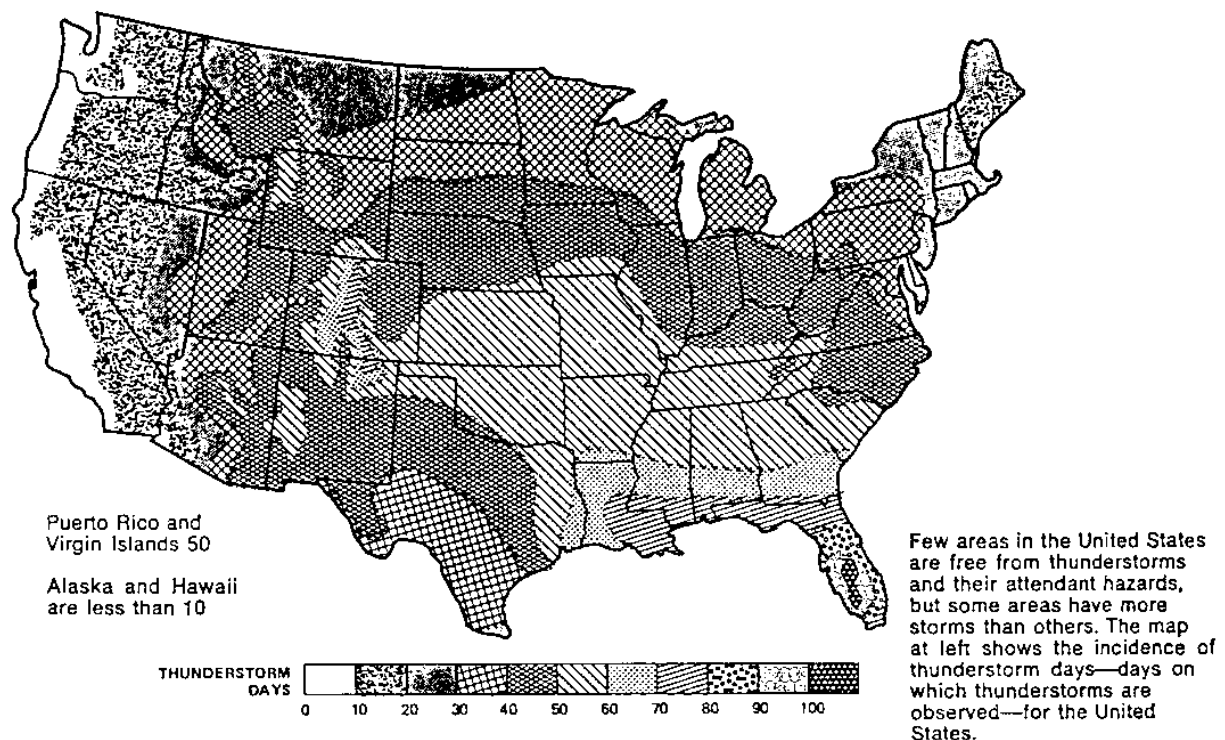 Puerto Rico and
Virgin Islands 50
Alaska and Hawaii
are less than 10
Few areas in the United States
are free from thunderstorms
and their attendant hazards,
but some areas have more
storms than others. The map
at left shows the incidence of
thunderstorm days—days on
which thunderstorms are
observed—for the United
States.
THUNDERSTORM
DAYS
0 10 20 30 40 50 60 70 80 90 100